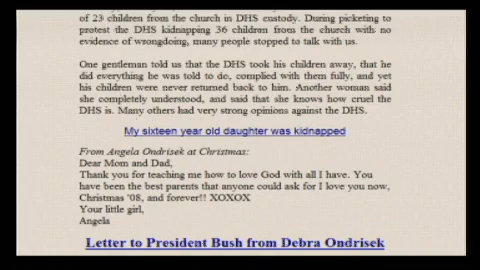 of 23 children from the church in DHS custody. During picketing to
protest the DHS kidnapping 36 children from the church with no
evidence of wrongdoing, many people stopped to talk with us.
One gentleman told us that the DHS took his children away, that he
did everything he was told to do, complied with them fully, and yet
his children were never returned back to him. Another woman said
she completely understood, and said that she knows how cruel the
DHS is. Many others had very strong opinions against the DHS.
My sixteen year old daughter was kidnapped
From Angela Ondrisek at Christmas:
Dear Mom and Dad,
Thank you for teaching me how to love God with all I have. You
have been the best parents that anyone could ask for I love you now,
Christmas '08, and forever!! XOXOX
Your little girl,
Angela
Letter to President Bush from Debra Ondrisek